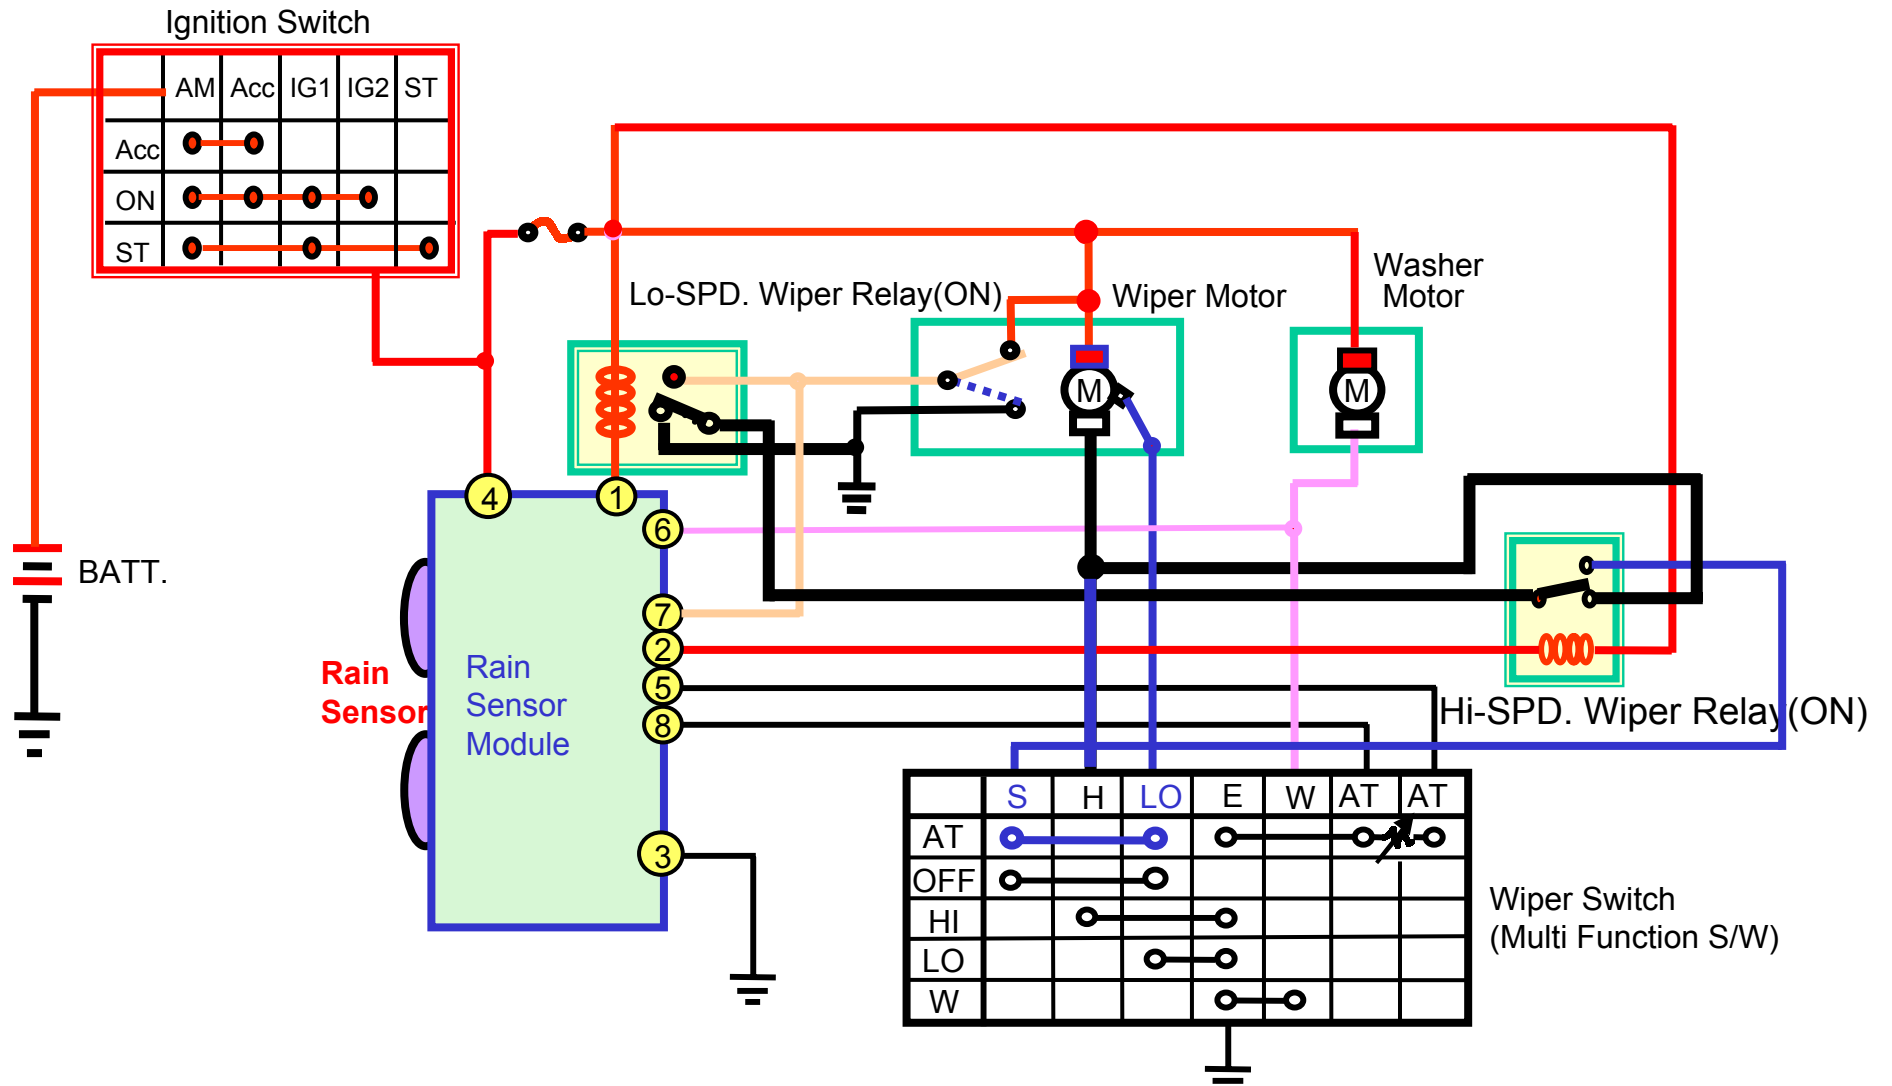 Ignition Switch
AM Acc IG1 IG2 ST
Acc
ON
ST
Washer
Motor
Lo-SPD. Wiper Relay(ON)
Wiper Motor
M
M
4
1
6
BATT.
7
2
5
8
3
Rain
Sensor
Rain
Sensor
Module
Hi-SPD. Wiper Relay(ON)
S H LO E W AT AT
AT
OFF
HI
LO
W
Wiper Switch
(Multi Function S/W)